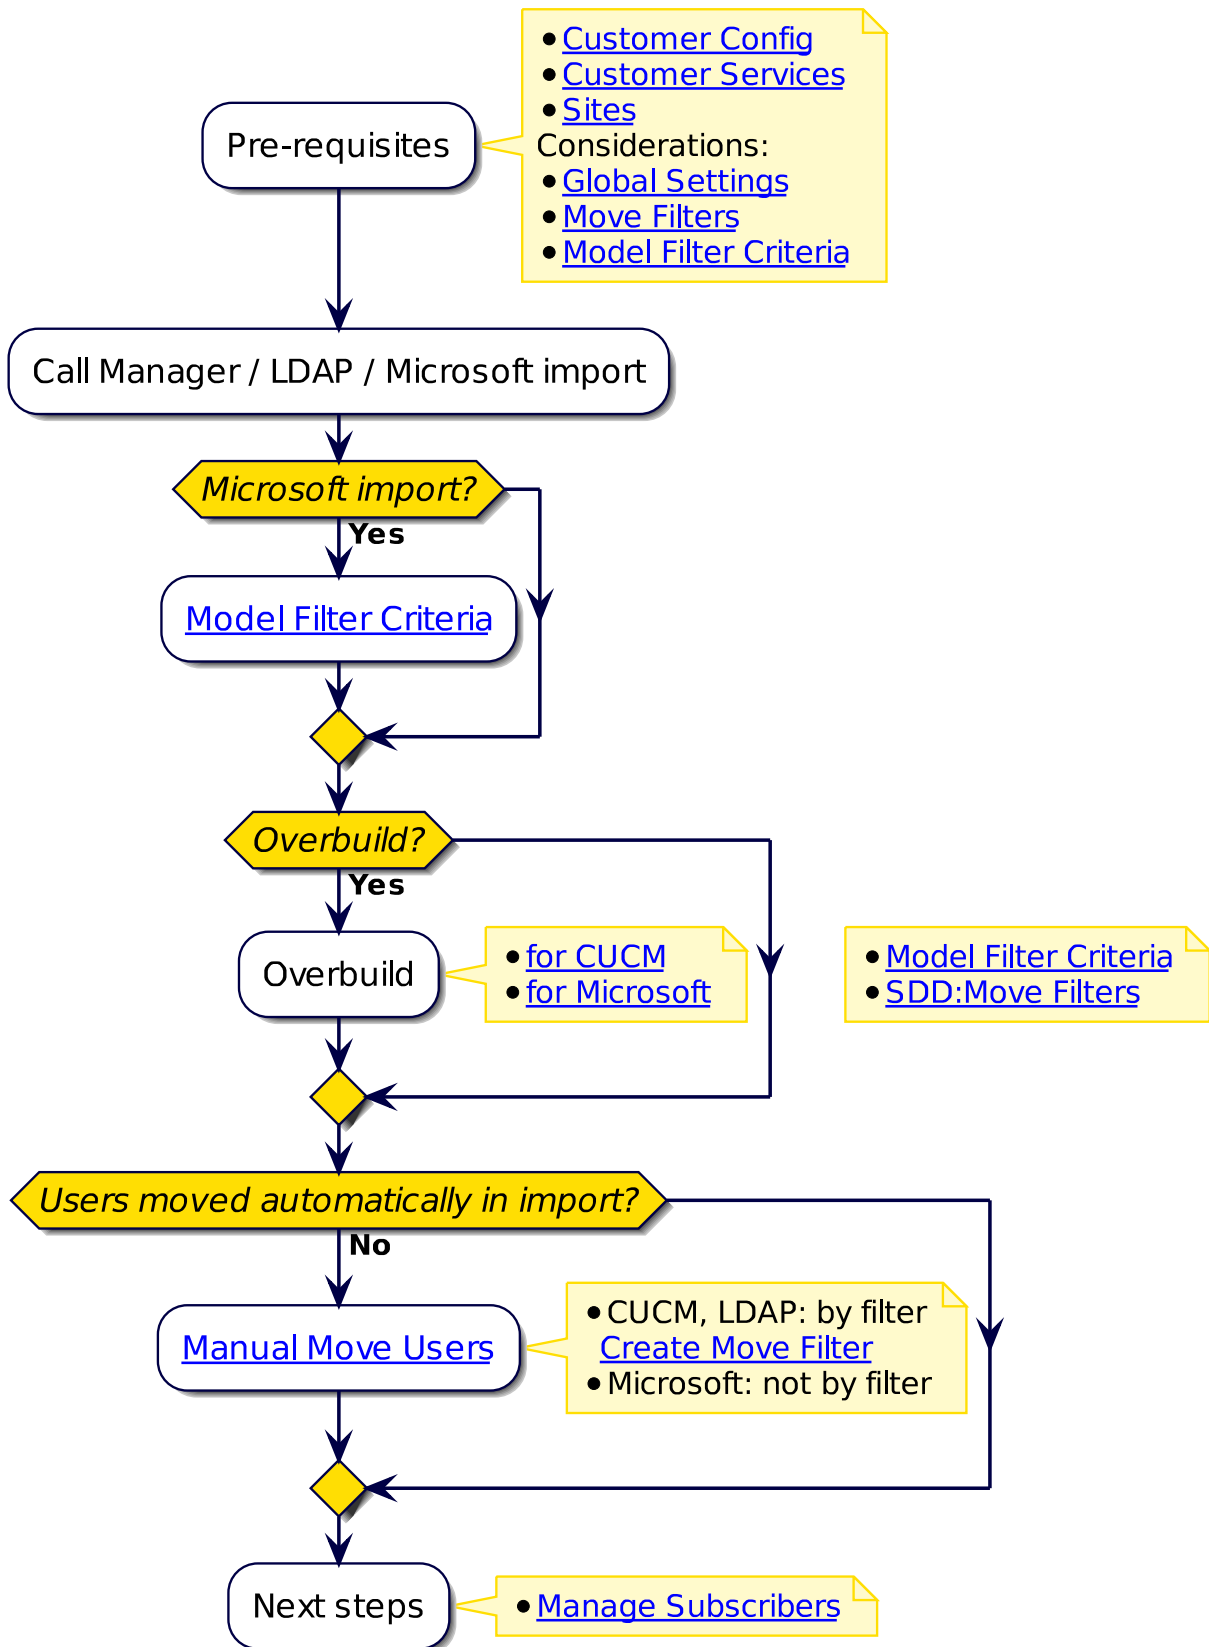 Pre-requisites
• Customer Config
• Customer Services
• Sites
Considerations:
• Global Settings
• Move Filters
• Model Filter Criteria
Call Manager / LDAP / Microsoft import
Microsoft import?
Yes
Model Filter Criteria
Overbuild?
Yes
Overbuild
• for CUCM
• for Microsoft
• Model Filter Criteria
• SDD:Move Filters
Users moved automatically in import?
No
Manual Move Users
• CUCM, LDAP: by filter
Create Move Filter
• Microsoft: not by filter
Next steps
• Manage Subscribers